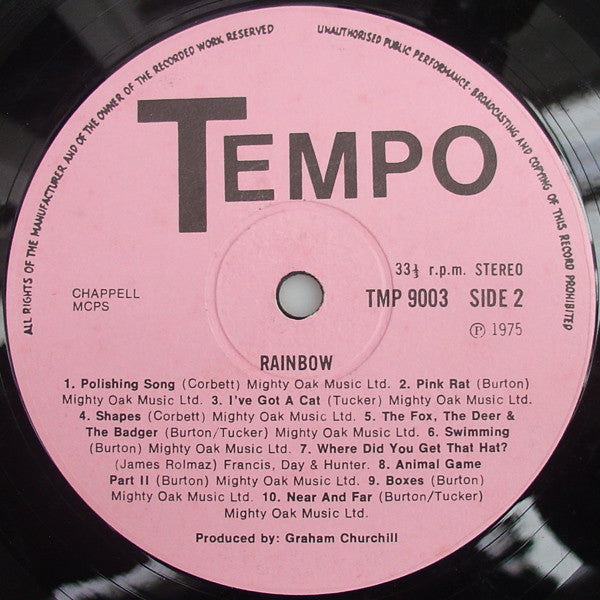 ALL RIGHTS OF THE MANUFACTURER AND OF THE OWNER OF THE RECORDED WORK RESERVED
UNAUTHORISED PUBLIC PERFORMANCE · BROADCASTING AND COPYING OF THIS RECORD PROHIBITED
TEMPO
33⅓ r.p.m. STEREO
CHAPPELL
MCPS
TMP 9003 SIDE 2
Ⓟ 1975
RAINBOW
1. Polishing Song (Corbett) Mighty Oak Music Ltd. 2. Pink Rat (Burton)
Mighty Oak Music Ltd. 3. I've Got A Cat (Tucker) Mighty Oak Music Ltd.
4. Shapes (Corbett) Mighty Oak Music Ltd. 5. The Fox, The Deer &
The Badger (Burton/Tucker) Mighty Oak Music Ltd. 6. Swimming
(Burton) Mighty Oak Music Ltd. 7. Where Did You Get That Hat?
(James Rolmaz) Francis, Day & Hunter. 8. Animal Game
Part II (Burton) Mighty Oak Music Ltd. 9. Boxes (Burton)
Mighty Oak Music Ltd. 10. Near And Far (Burton/Tucker)
Mighty Oak Music Ltd.
Produced by: Graham Churchill